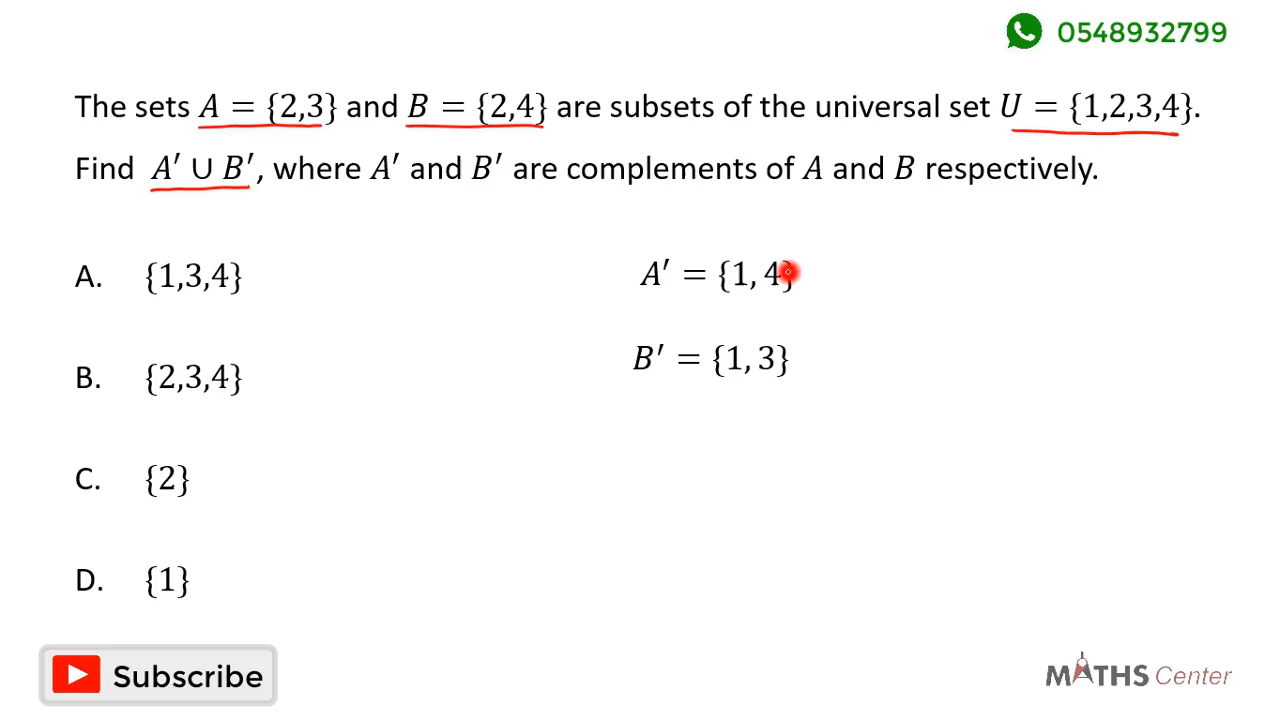 0548932799
The sets A = {2,3} and B = {2,4} are subsets of the universal set U = {1,2,3,4}.
Find A′ ∪ B′, where A′ and B′ are complements of A and B respectively.
A. {1,3,4}
A′ = {1, 4}
B′ = {1, 3}
B. {2,3,4}
C. {2}
D. {1}
Subscribe
MATHS Center